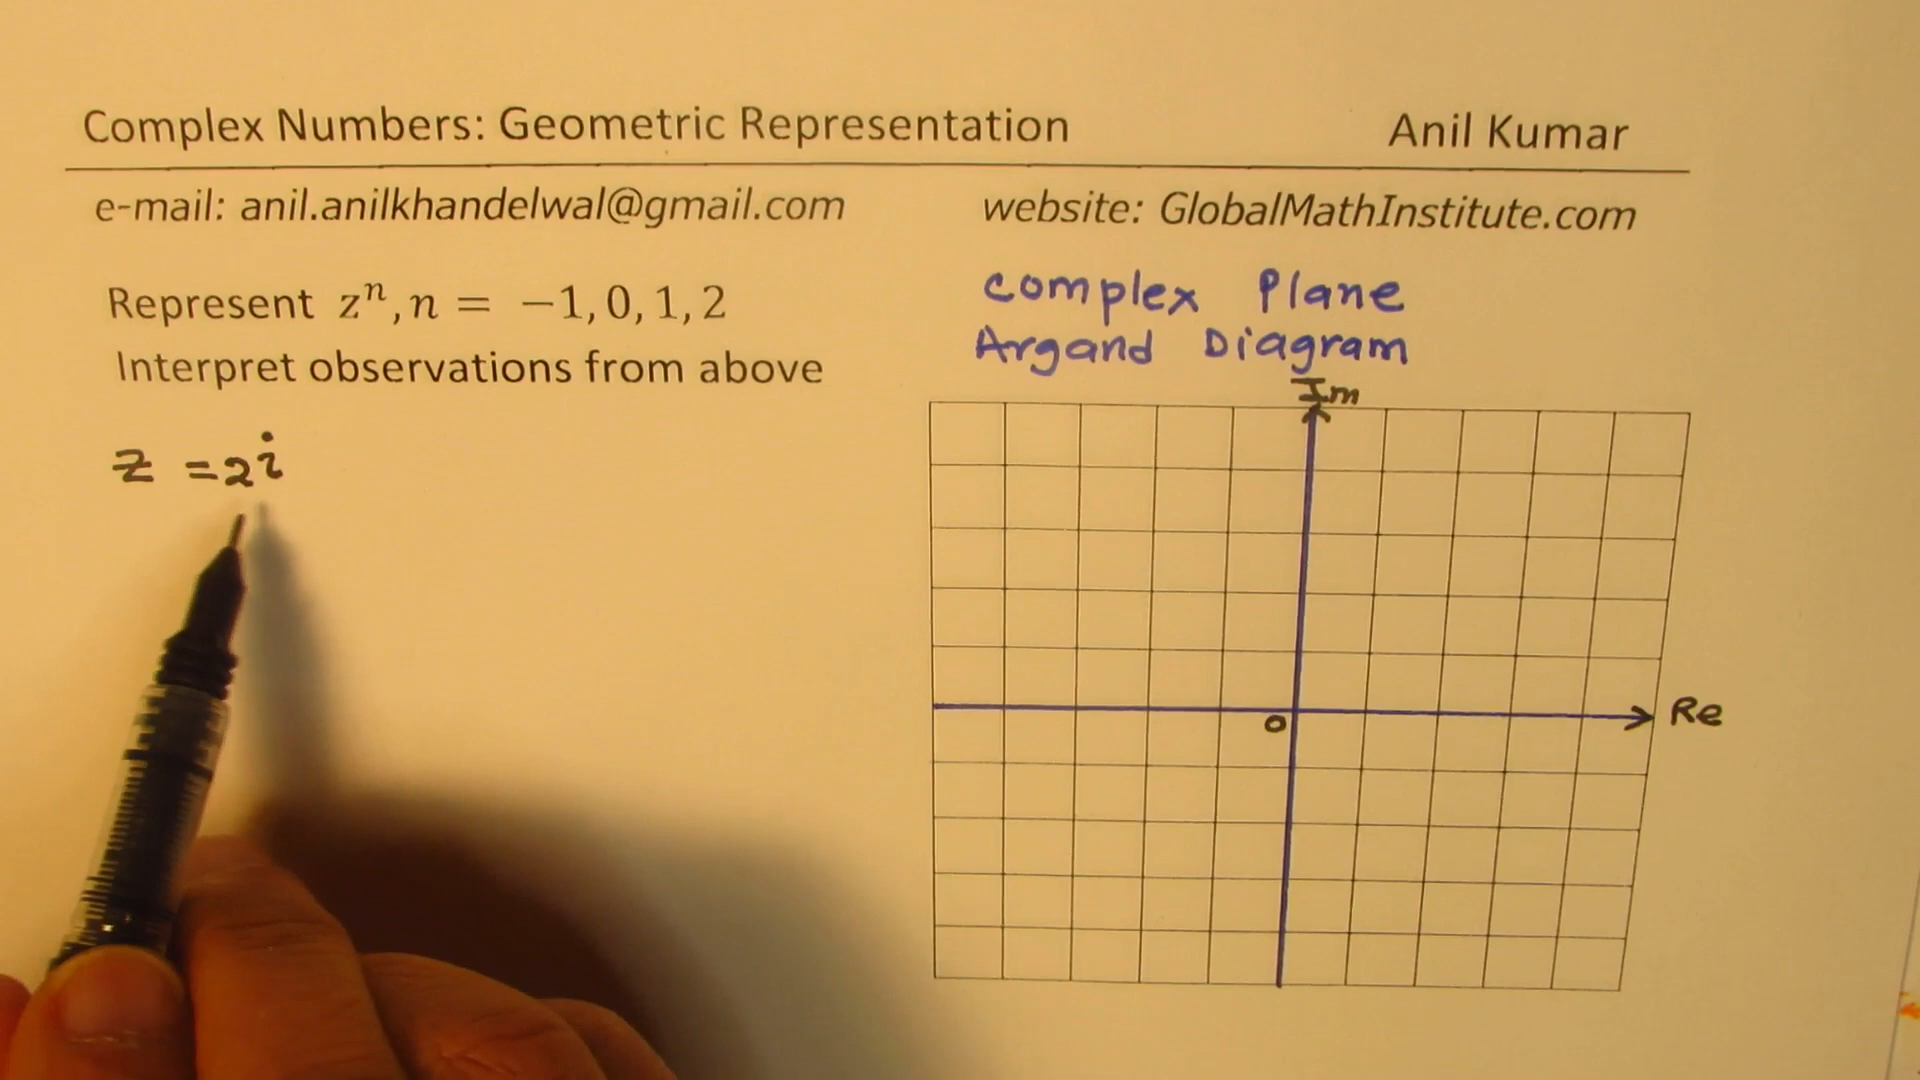 Complex Numbers: Geometric Representation Anil Kumar
e-mail: anil.anilkhandelwal@gmail.com website: GlobalMathInstitute.com
Represent zⁿ, n = −1, 0, 1, 2
Interpret observations from above
z = 2i
Complex Plane
Argand Diagram
Im
Re
0